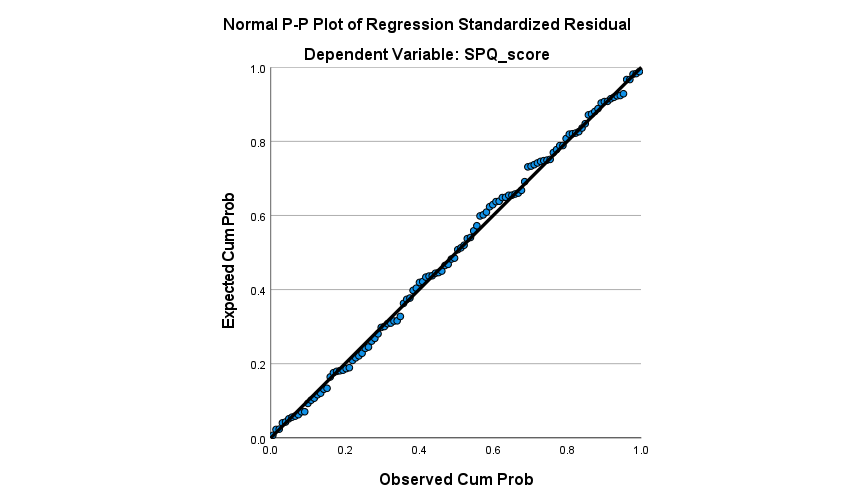 Normal P-P Plot of Regression Standardized Residual
Dependent Variable: SPQ_score
1.0
0.8
0.6
0.4
0.2
0.0
Expected Cum Prob
0.0 0.2 0.4 0.6 0.8 1.0
Observed Cum Prob